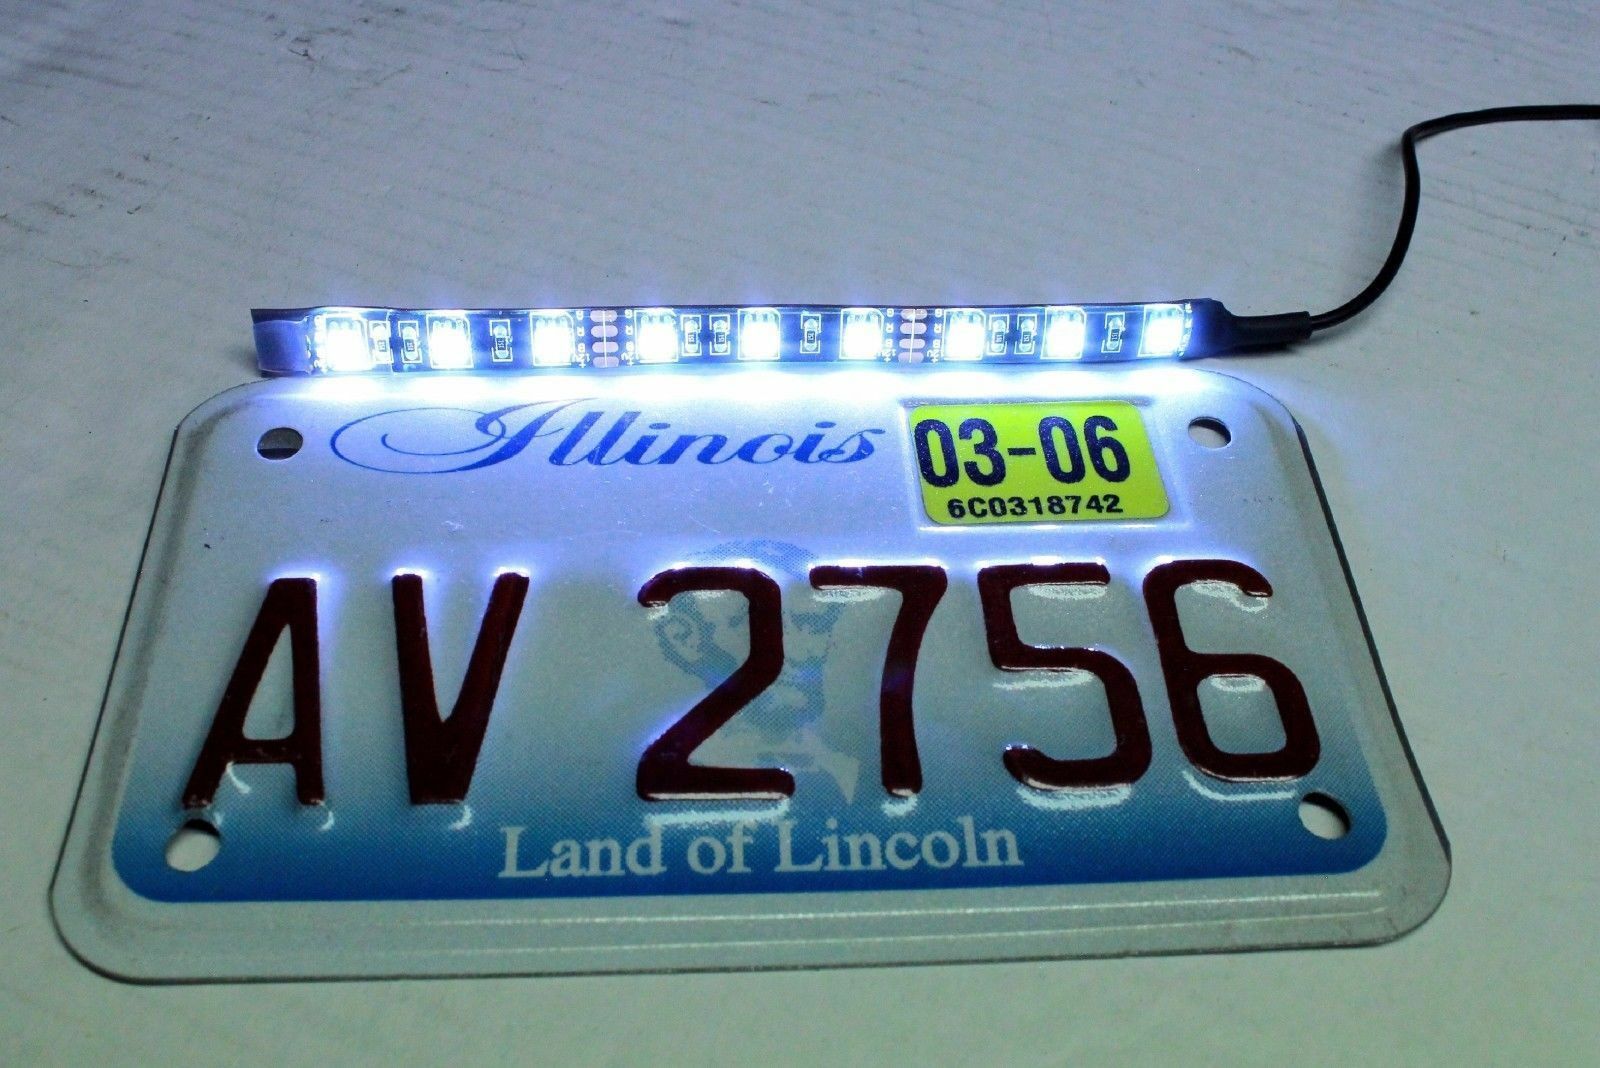 Illinois
03-06
6C0318742
AV 2756
Land of Lincoln